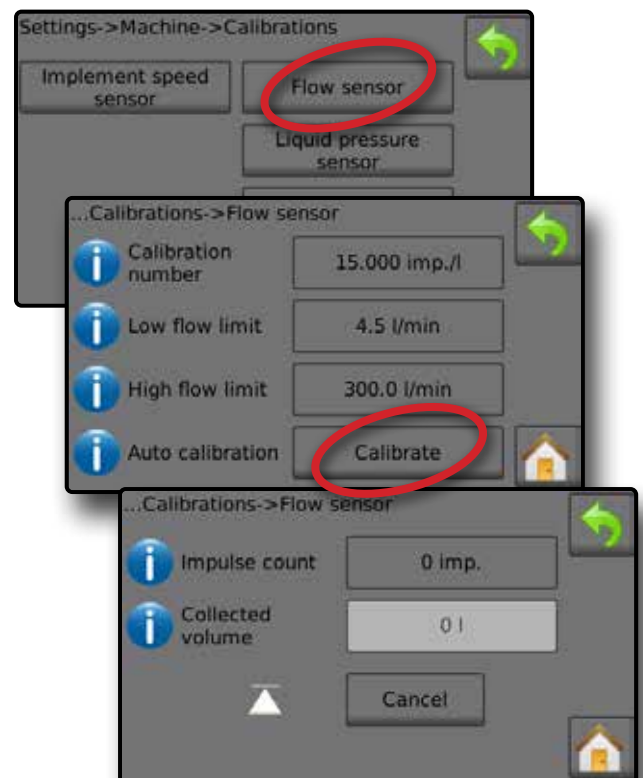 Settings->Machine->Calibrations
Implement speed
sensor
Flow sensor
Liquid pressure
sensor
...Calibrations->Flow sensor
Calibration
number
15.000 imp./l
Low flow limit
4.5 l/min
High flow limit
300.0 l/min
Auto calibration
Calibrate
...Calibrations->Flow sensor
Impulse count
0 imp.
Collected
volume
0 l
Cancel